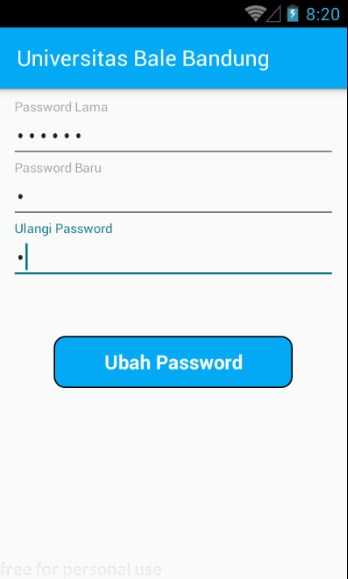 8:20
Universitas Bale Bandung
Password Lama
••••••
Password Baru
•
Ulangi Password
•
Ubah Password
free for personal use